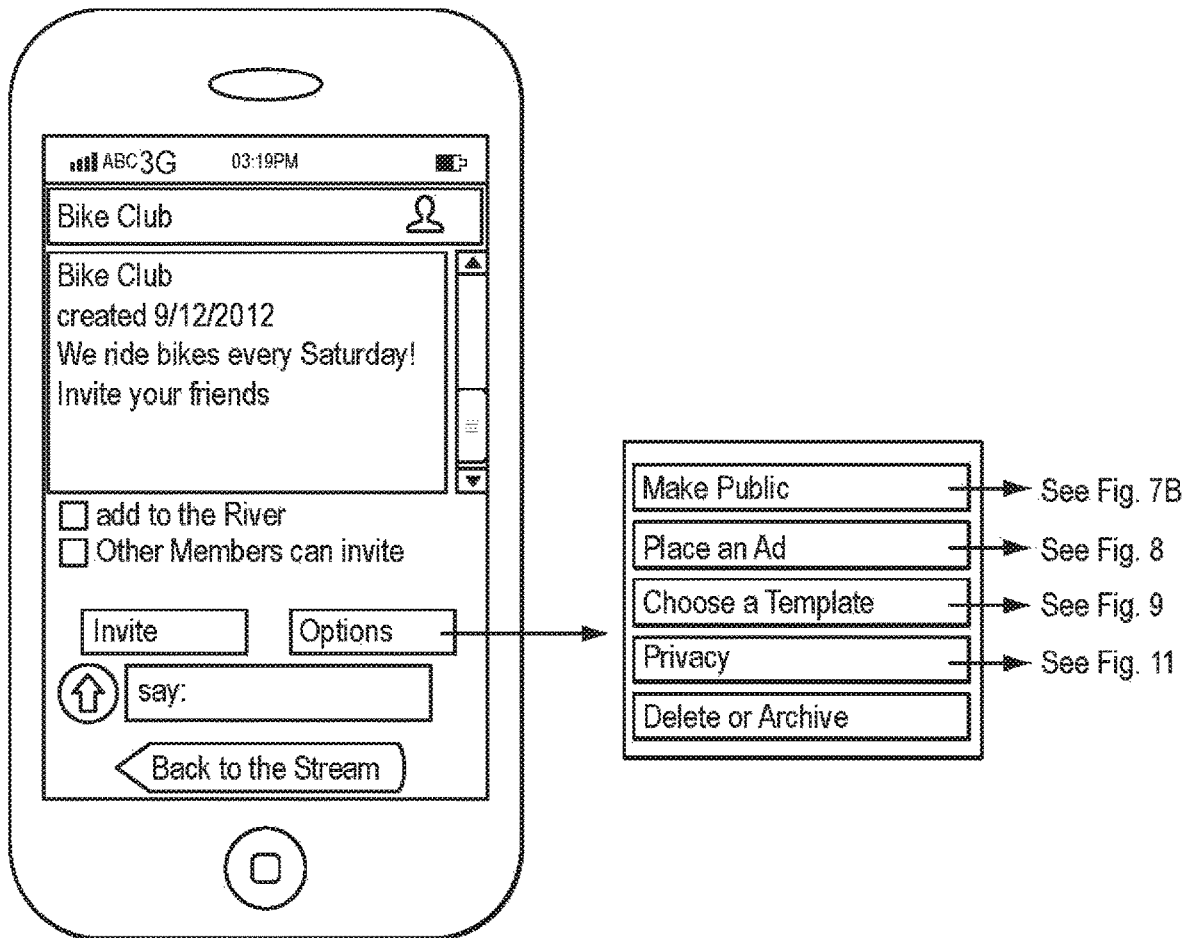 ABC 3G 03:19PM
Bike Club
Bike Club
created 9/12/2012
We ride bikes every Saturday!
Invite your friends
add to the River
Other Members can invite
Invite Options
say:
Back to the Stream
Make Public See Fig. 7B
Place an Ad See Fig. 8
Choose a Template See Fig. 9
Privacy See Fig. 11
Delete or Archive